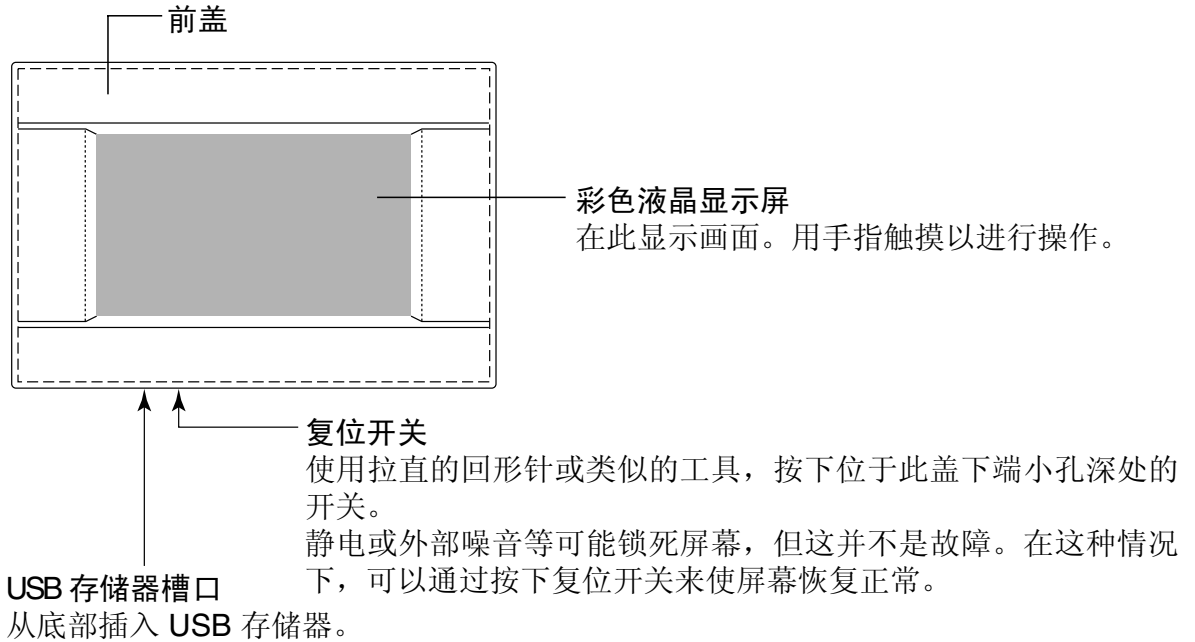 前盖
彩色液晶显示屏
在此显示画面。用手指触摸以进行操作。
复位开关
使用拉直的回形针或类似的工具，按下位于此盖下端小孔深处的
开关。
静电或外部噪音等可能锁死屏幕，但这并不是故障。在这种情况
下，可以通过按下复位开关来使屏幕恢复正常。
USB 存储器槽口
从底部插入 USB 存储器。